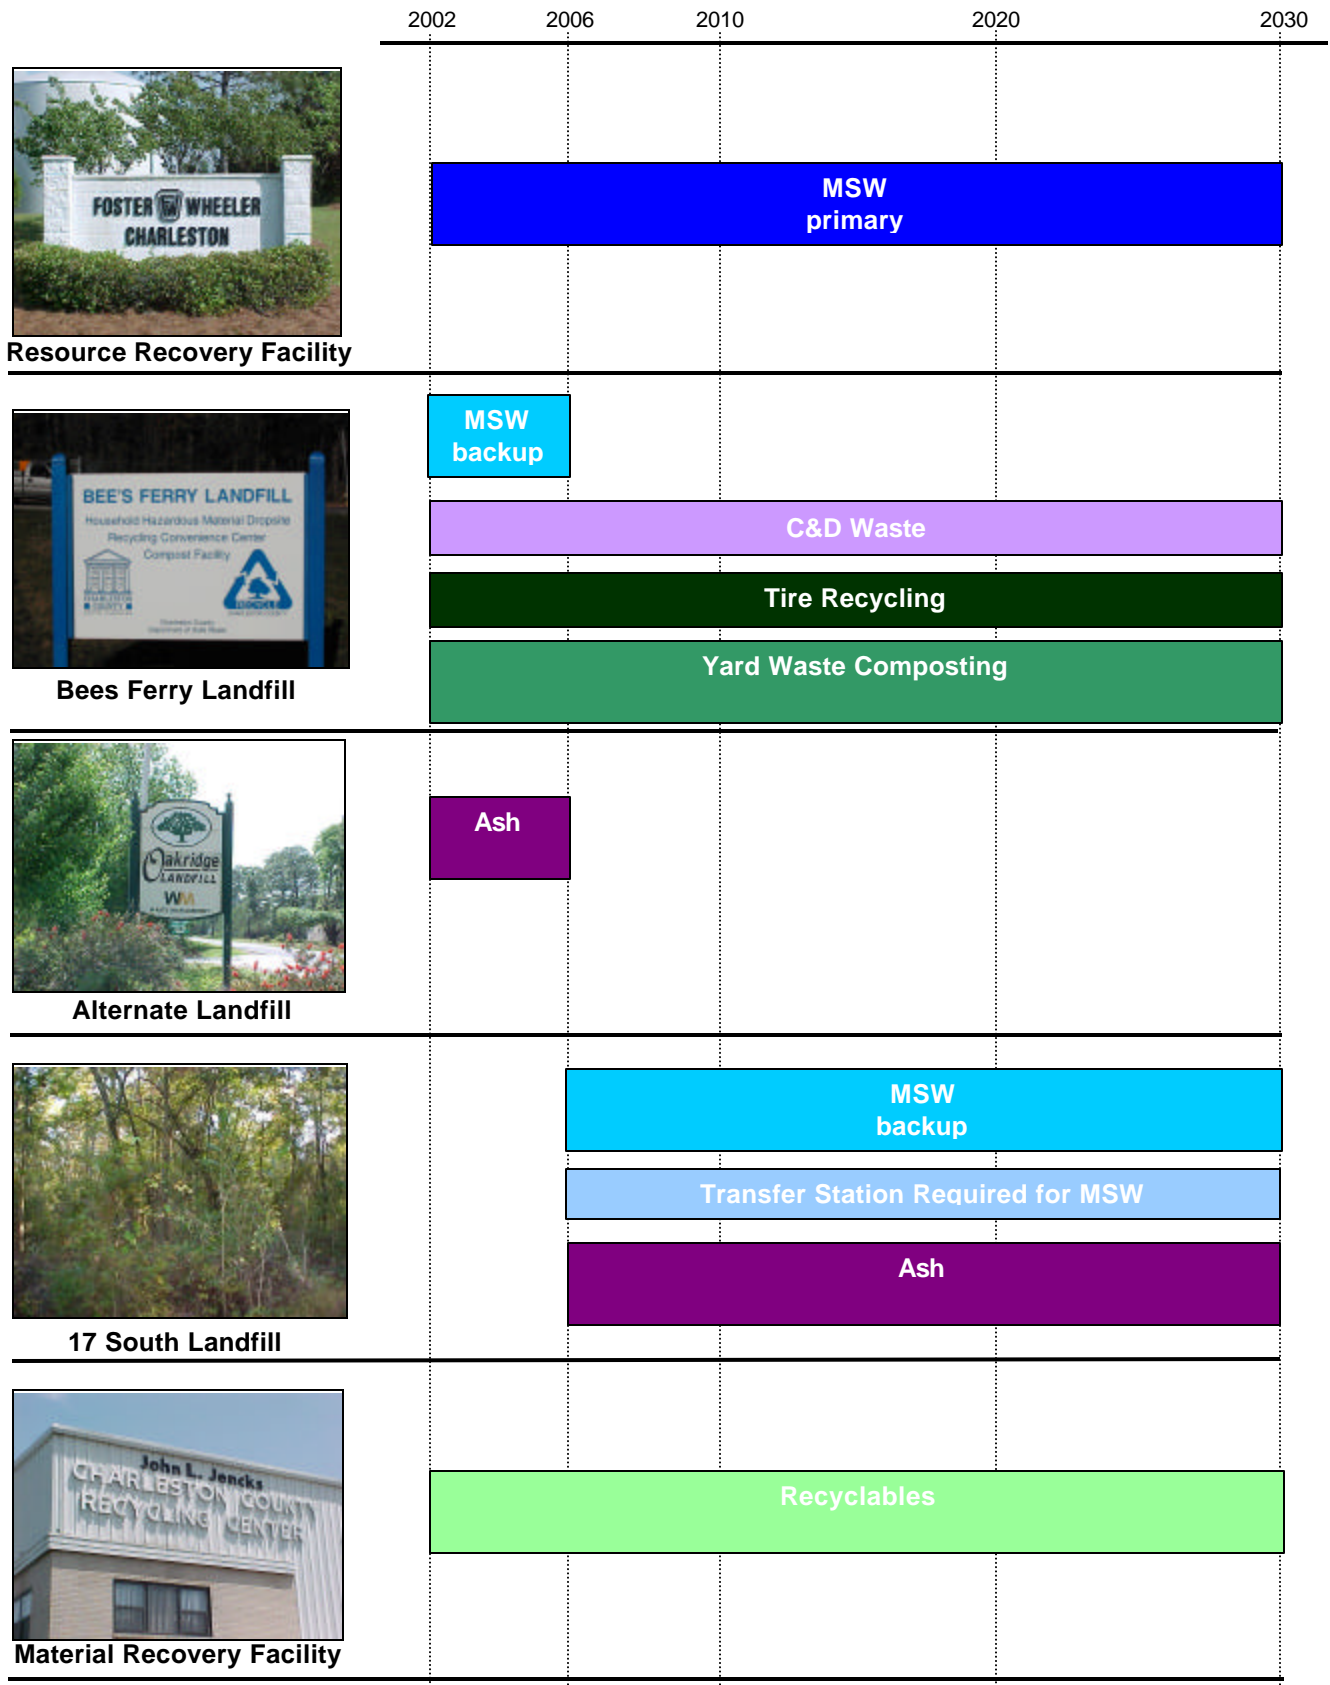 2002 2006 2010 2020 2030
FOSTER WHEELER
CHARLESTON
MSW
primary
Resource Recovery Facility
BEE'S FERRY LANDFILL
Household Hazardous Material Dropsite
Recycling Convenience Center
Compost Facility
RECYCLE
MSW
backup
C&D Waste
Tire Recycling
Yard Waste Composting
Bees Ferry Landfill
Oakridge
LANDFILL
WM
Ash
Alternate Landfill
MSW
backup
Transfer Station Required for MSW
Ash
17 South Landfill
John L. Jencks
CHARLESTON COUNTY
RECYCLING CENTER
Recyclables
Material Recovery Facility